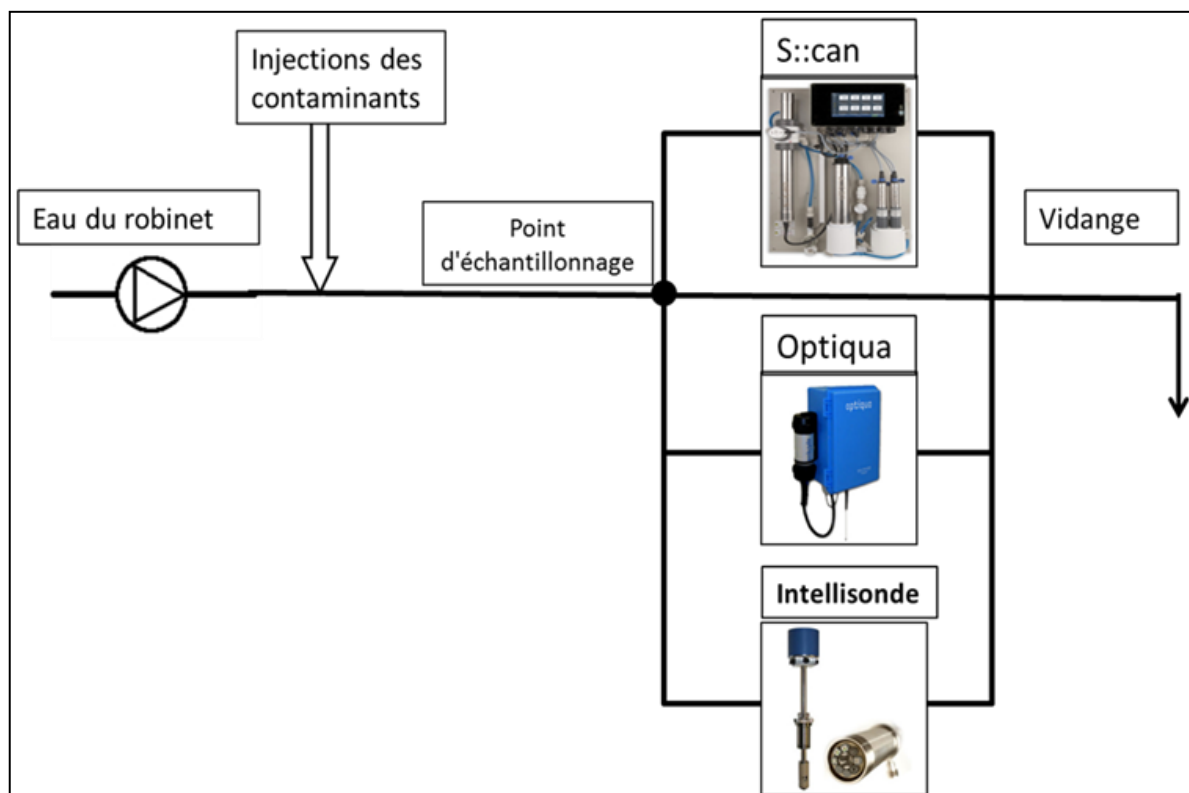 S::can
Injections des
contaminants
Eau du robinet
Point
d'échantillonnage
Vidange
Optiqua
optiqua
Intellisonde